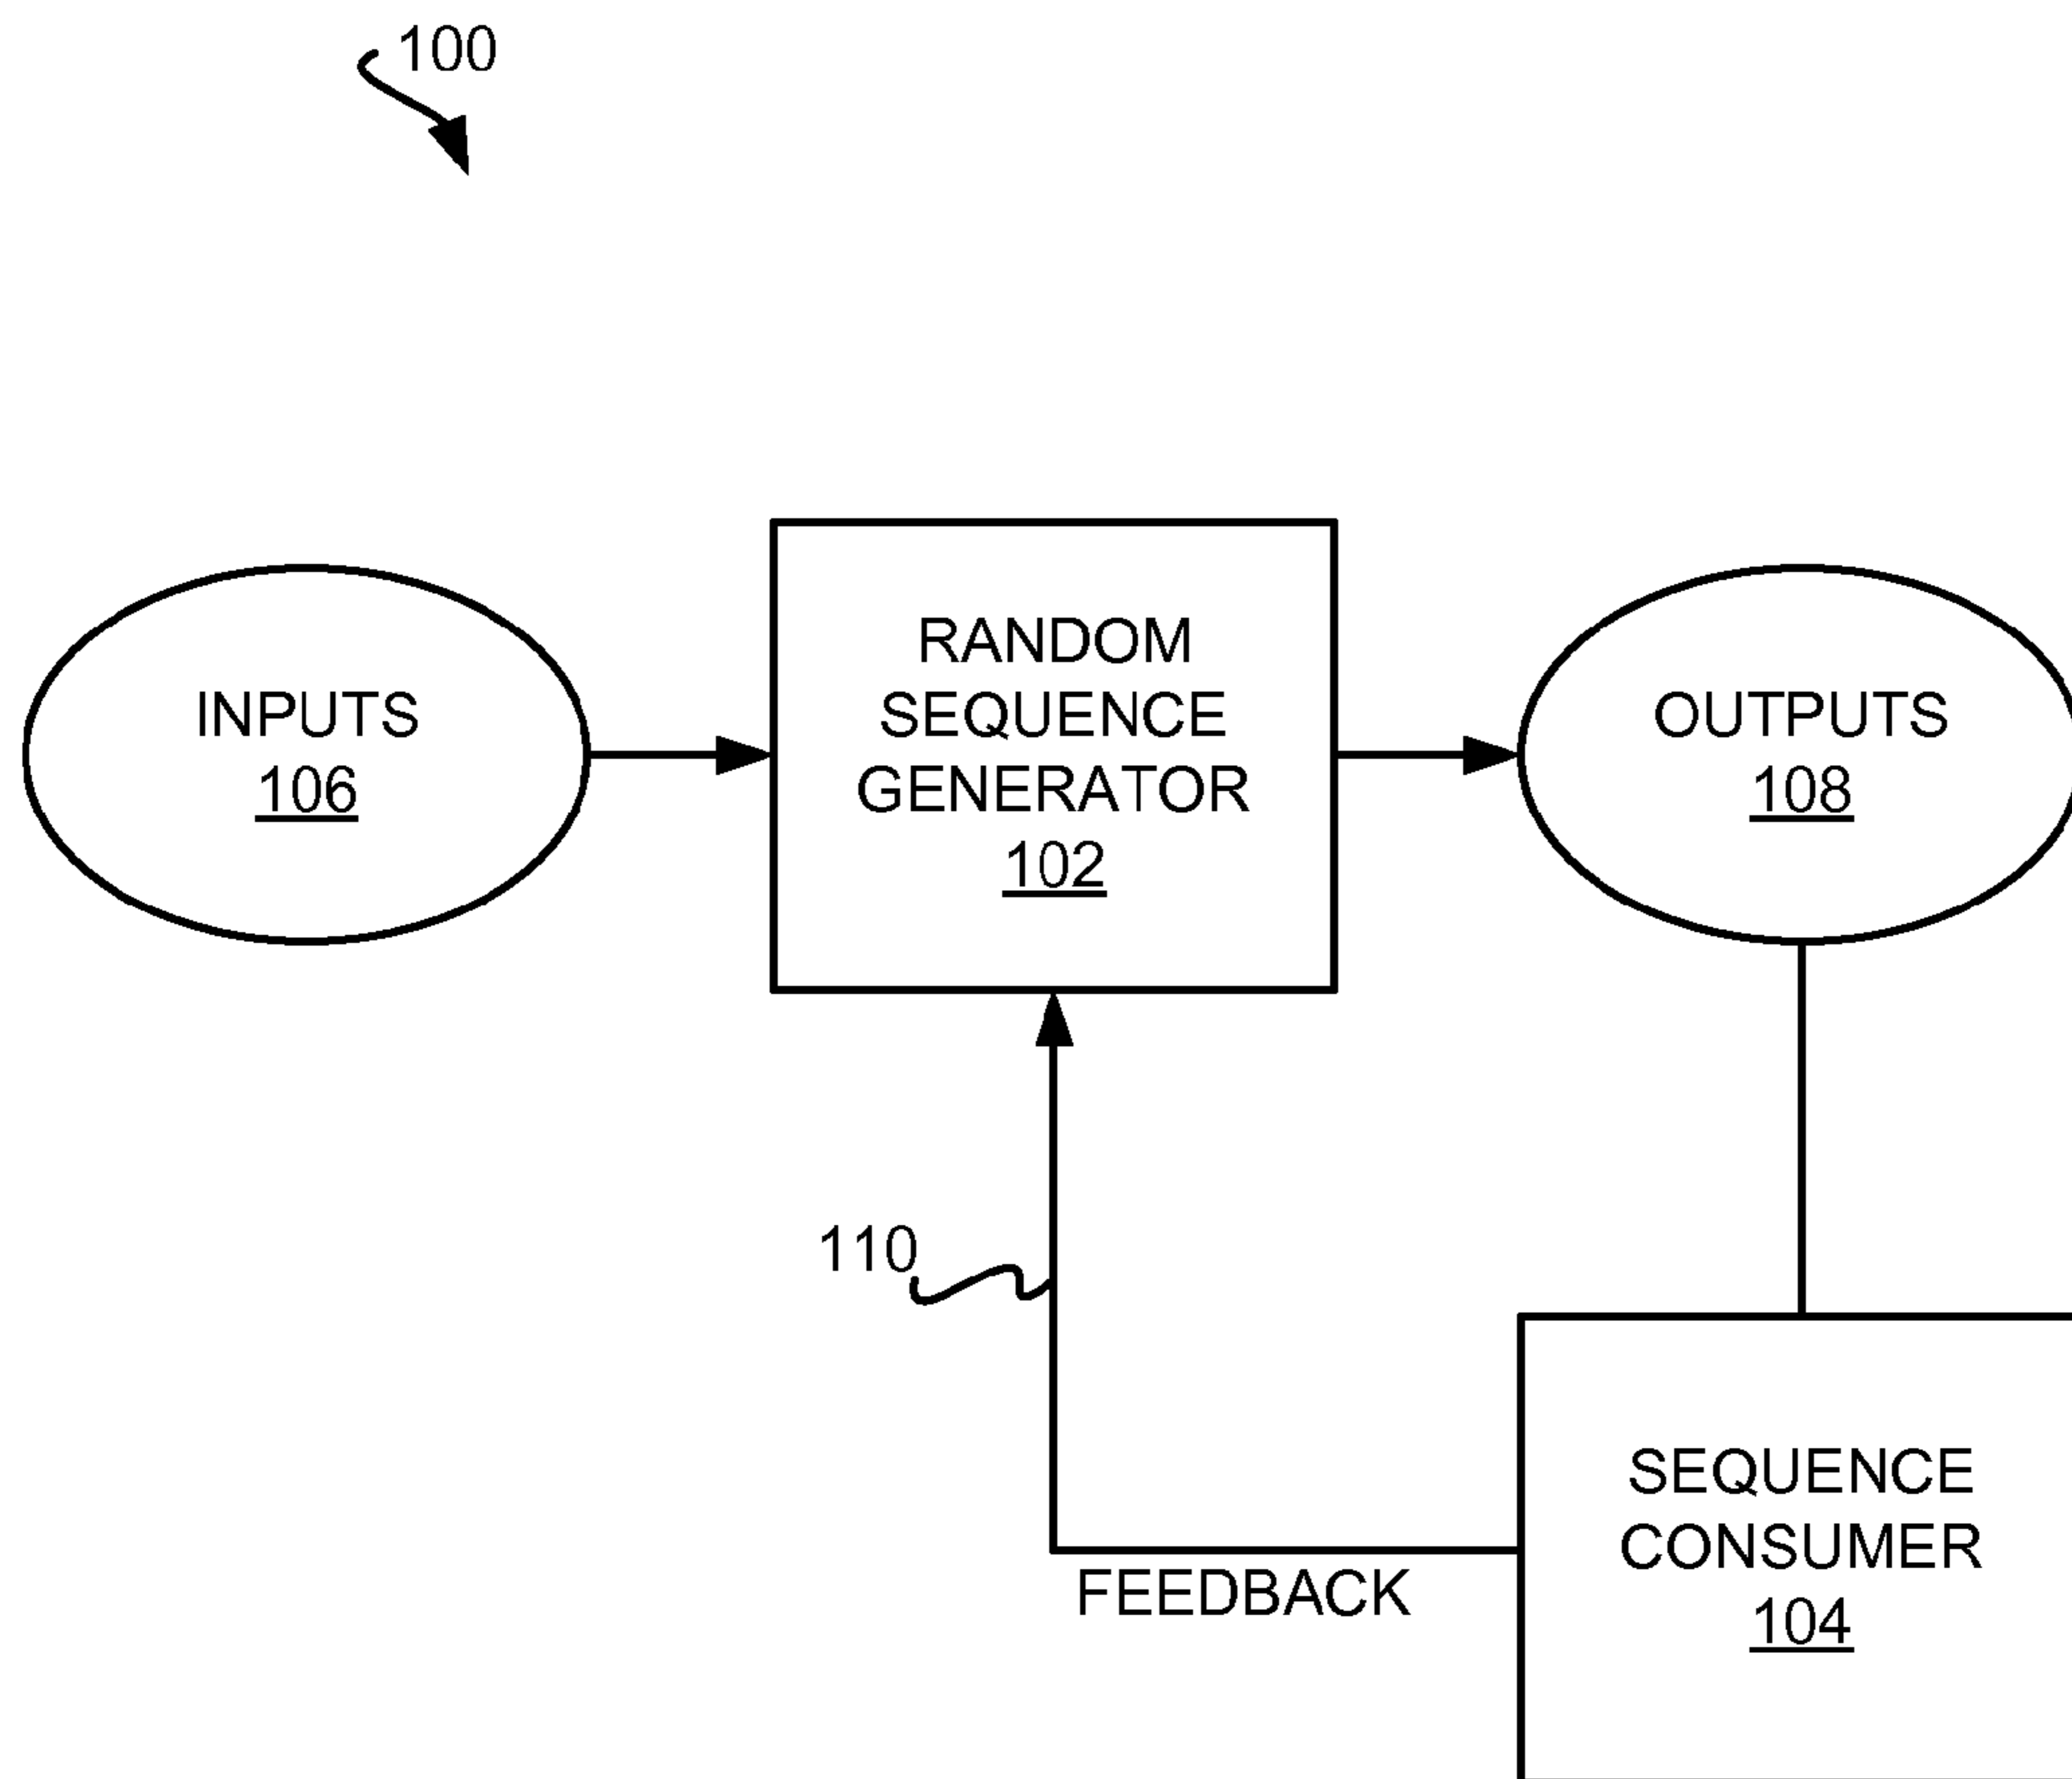 100
INPUTS
106
RANDOM
SEQUENCE
GENERATOR
102
OUTPUTS
108
110
FEEDBACK
SEQUENCE
CONSUMER
104